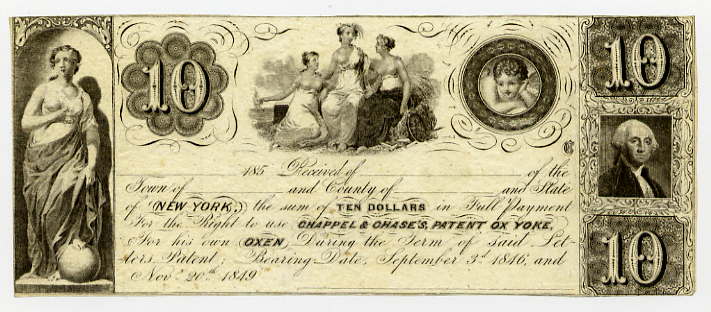 10
10
185 Received of of the
Town of and County of and State
of NEW YORK, the sum of TEN DOLLARS in Full Payment
For the Right to use CHAPPEL & CHASE'S, PATENT OX YOKE,
For his own OXEN, During the Term of said Let-
ters Patent; Bearing Date, September 3d 1846, and
Nov. 20th 1849
10